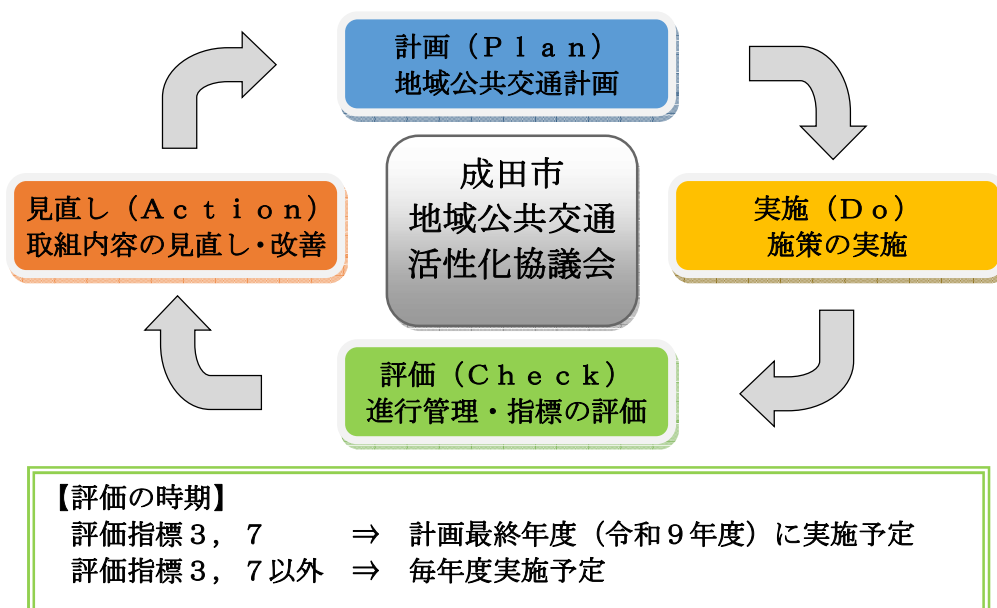 計画（Ｐｌａｎ）
地域公共交通計画
実施（Ｄｏ）
施策の実施
評価（Ｃｈｅｃｋ）
進行管理・指標の評価
見直し（Ａｃｔｉｏｎ）
取組内容の見直し・改善
成田市
地域公共交通
活性化協議会
【評価の時期】
評価指標３，７　　　⇒　計画最終年度（令和９年度）に実施予定
評価指標３，７以外　⇒　毎年度実施予定